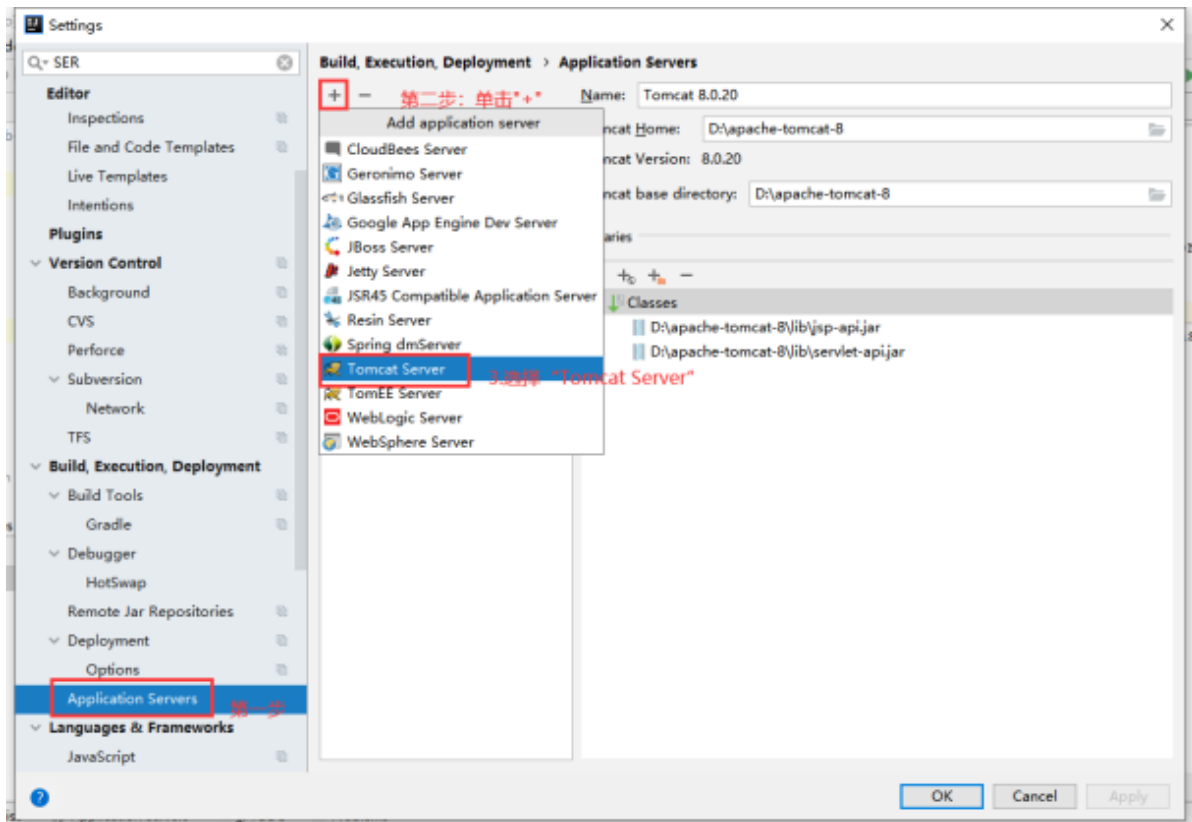 Settings
SER
Editor
Inspections
File and Code Templates
Live Templates
Intentions
Plugins
Version Control
Background
CVS
Perforce
Subversion
Network
TFS
Build, Execution, Deployment
Build Tools
Gradle
Debugger
HotSwap
Remote Jar Repositories
Deployment
Options
Application Servers 第一步
Languages & Frameworks
JavaScript
Build, Execution, Deployment › Application Servers
第二步：单击"+"
Add application server
CloudBees Server
Geronimo Server
Glassfish Server
Google App Engine Dev Server
JBoss Server
Jetty Server
JSR45 Compatible Application Server
Resin Server
Spring dmServer
Tomcat Server 3.选择 "Tomcat Server"
TomEE Server
WebLogic Server
WebSphere Server
Name: Tomcat 8.0.20
ncat Home: D:\apache-tomcat-8
ncat Version: 8.0.20
ncat base directory: D:\apache-tomcat-8
aries
Classes
D:\apache-tomcat-8\lib\jsp-api.jar
D:\apache-tomcat-8\lib\servlet-api.jar
OK Cancel Apply